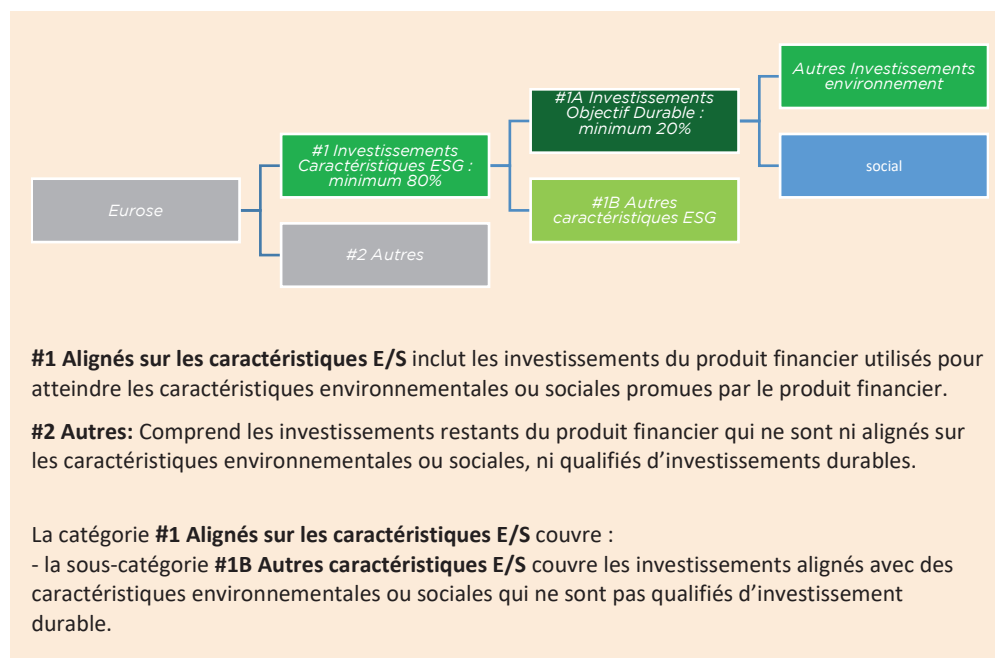 Autres Investissements
environnement
#1A Investissements
Objectif Durable :
minimum 20%
#1 Investissements
Caractéristiques ESG :
minimum 80%
social
Eurose
#1B Autres
caractéristiques ESG
#2 Autres
#1 Alignés sur les caractéristiques E/S inclut les investissements du produit financier utilisés pour
atteindre les caractéristiques environnementales ou sociales promues par le produit financier.
#2 Autres: Comprend les investissements restants du produit financier qui ne sont ni alignés sur
les caractéristiques environnementales ou sociales, ni qualifiés d’investissements durables.
La catégorie #1 Alignés sur les caractéristiques E/S couvre :
- la sous-catégorie #1B Autres caractéristiques E/S couvre les investissements alignés avec des
caractéristiques environnementales ou sociales qui ne sont pas qualifiés d’investissement
durable.